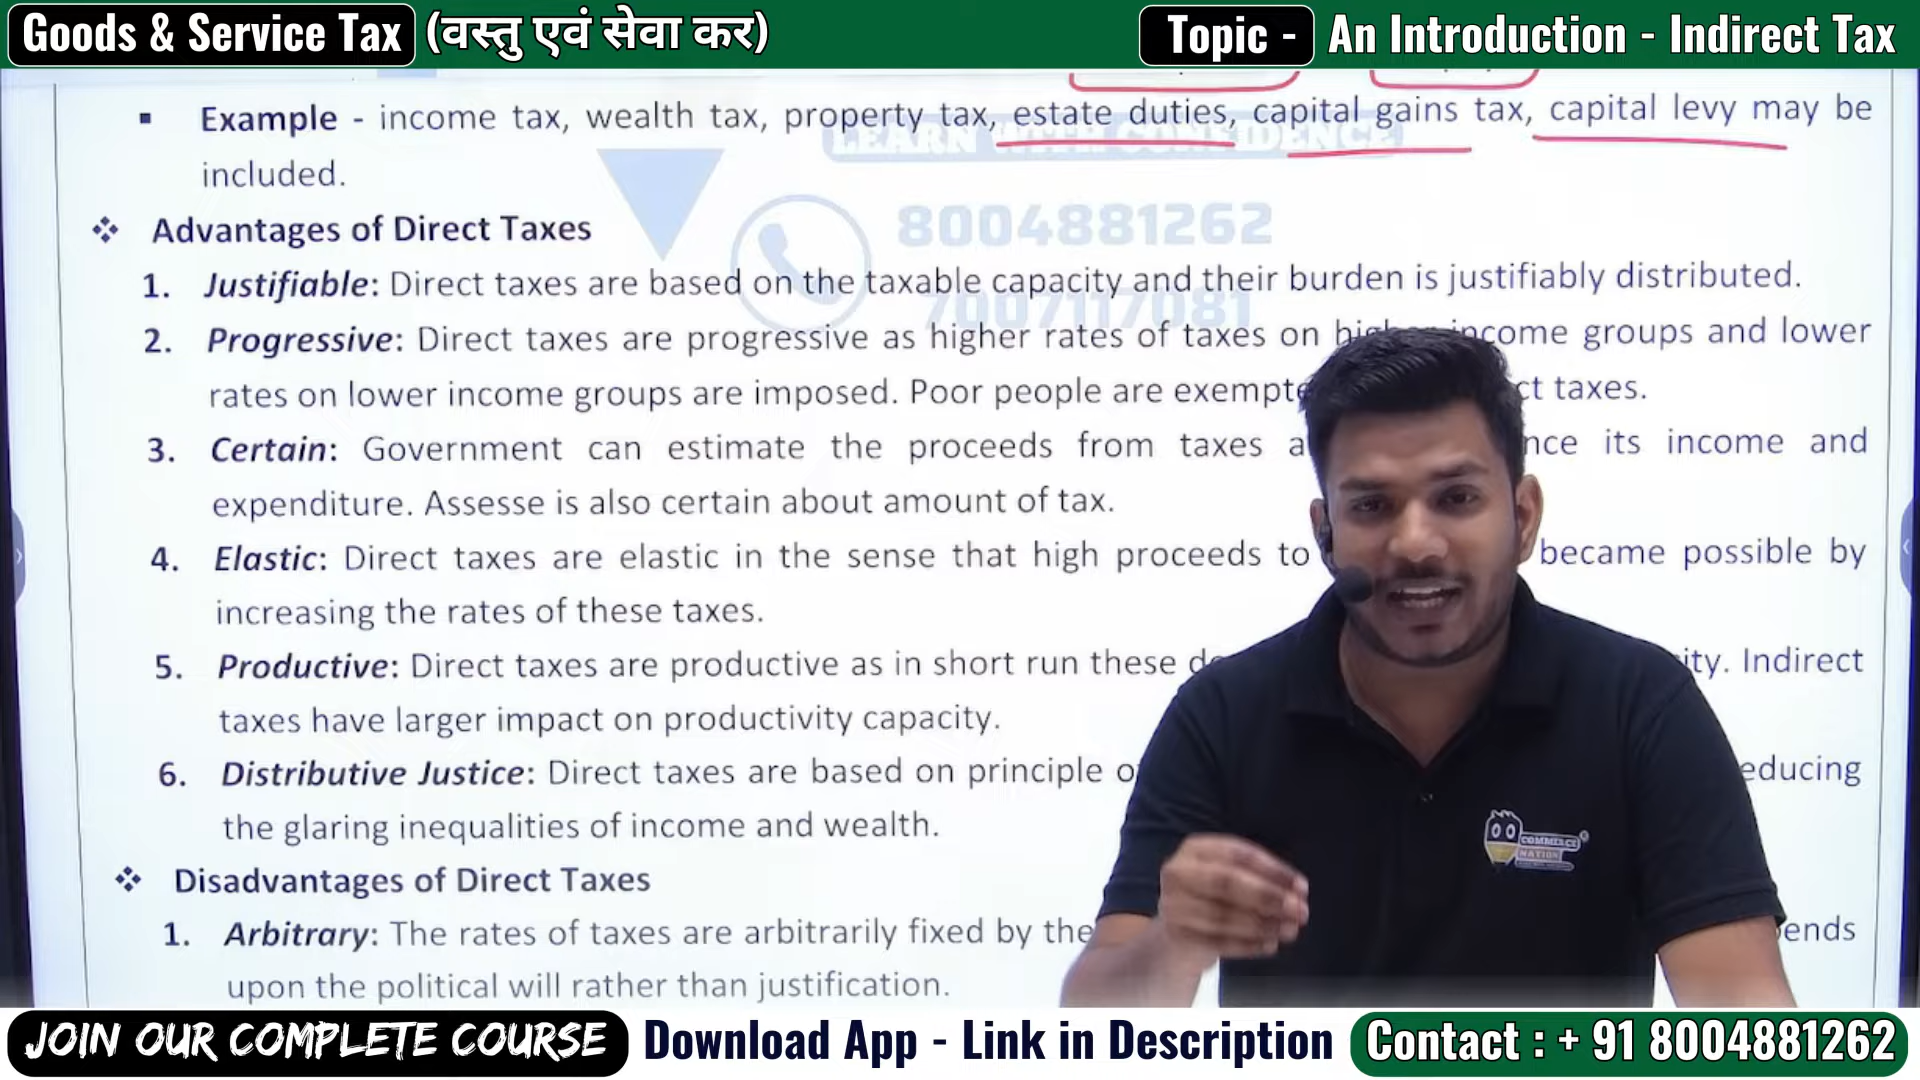 Goods & Service Tax (वस्तु एवं सेवा कर) Topic - An Introduction - Indirect Tax
▪ Example - income tax, wealth tax, property tax, estate duties, capital gains tax, capital levy may be
included.
LEARN WITH CONFIDENCE
8004881262
7007117081
❖ Advantages of Direct Taxes
1. Justifiable: Direct taxes are based on the taxable capacity and their burden is justifiably distributed.
2. Progressive: Direct taxes are progressive as higher rates of taxes on higher income groups and lower
rates on lower income groups are imposed. Poor people are taxes.
3. Certain: Government can estimate the proceeds from taxes its income and
expenditure. Assesse is also certain about amount of tax.
4. Elastic: Direct taxes are elastic in the sense that high proceeds to became possible by
increasing the rates of these taxes.
5. Productive: Direct taxes are productive as in short run these Indirect
taxes have larger impact on productivity capacity.
6. Distributive Justice: Direct taxes are based on principle
the glaring inequalities of income and wealth.
❖ Disadvantages of Direct Taxes
1. Arbitrary: The rates of taxes are arbitrarily fixed by the
upon the political will rather than justification.
COMMERCE
NATION
JOIN OUR COMPLETE COURSE Download App - Link in Description Contact : + 91 8004881262